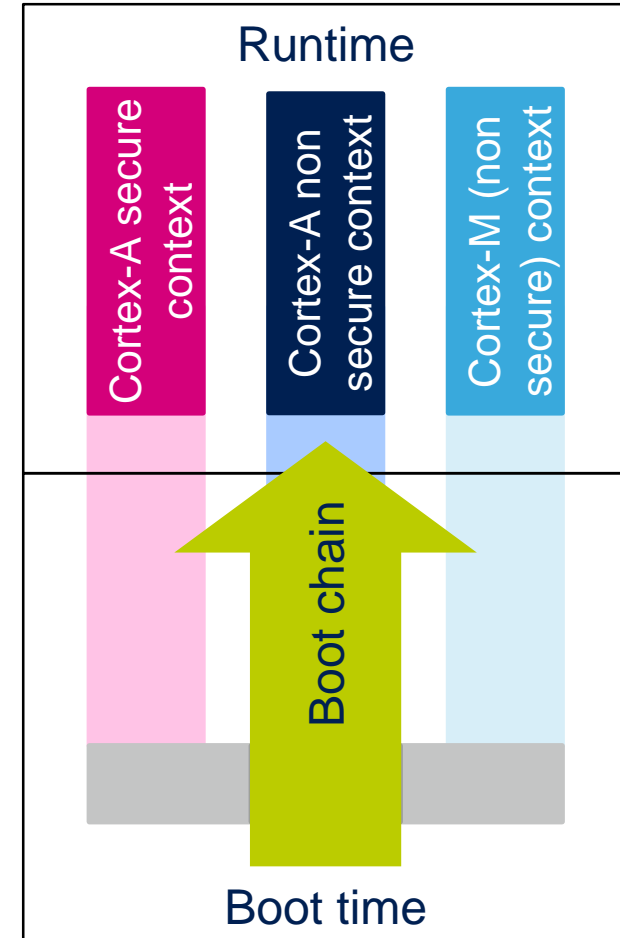 Runtime
Cortex-A secure
context
Cortex-A non
secure context
Cortex-M (non
secure) context
Boot chain
Boot time